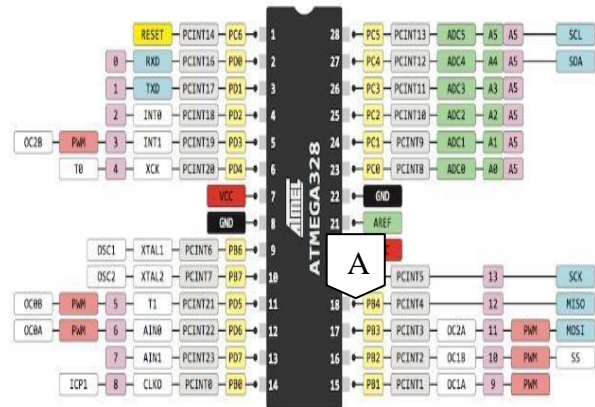 RESET PCINT14 PC6 1 28 PC5 PCINT13 ADC5 A5 A5 SCL
0 RXD PCINT16 PD0 2 27 PC4 PCINT12 ADC4 A4 A5 SDA
1 TXD PCINT17 PD1 3 26 PC3 PCINT11 ADC3 A3 A5
2 INT0 PCINT18 PD2 4 25 PC2 PCINT10 ADC2 A2 A5
OC2B PWM 3 INT1 PCINT19 PD3 5 24 PC1 PCINT9 ADC1 A1 A5
T0 4 XCK PCINT20 PD4 6 23 PC0 PCINT8 ADC0 A0 A5
VCC 7 22 GND
GND 8 21 AREF
ATMEL ATMEGA328
OSC1 XTAL1 PCINT6 PB6 9
OSC2 XTAL2 PCINT7 PB7 10 A PCINT5 13 SCK
OC0B PWM 5 T1 PCINT21 PD5 11 18 PB4 PCINT4 12 MISO
OC0A PWM 6 AIN0 PCINT22 PD6 12 17 PB3 PCINT3 OC2A 11 PWM MOSI
7 AIN1 PCINT23 PD7 13 16 PB2 PCINT2 OC1B 10 PWM SS
ICP1 8 CLKO PCINT0 PB0 14 15 PB1 PCINT1 OC1A 9 PWM